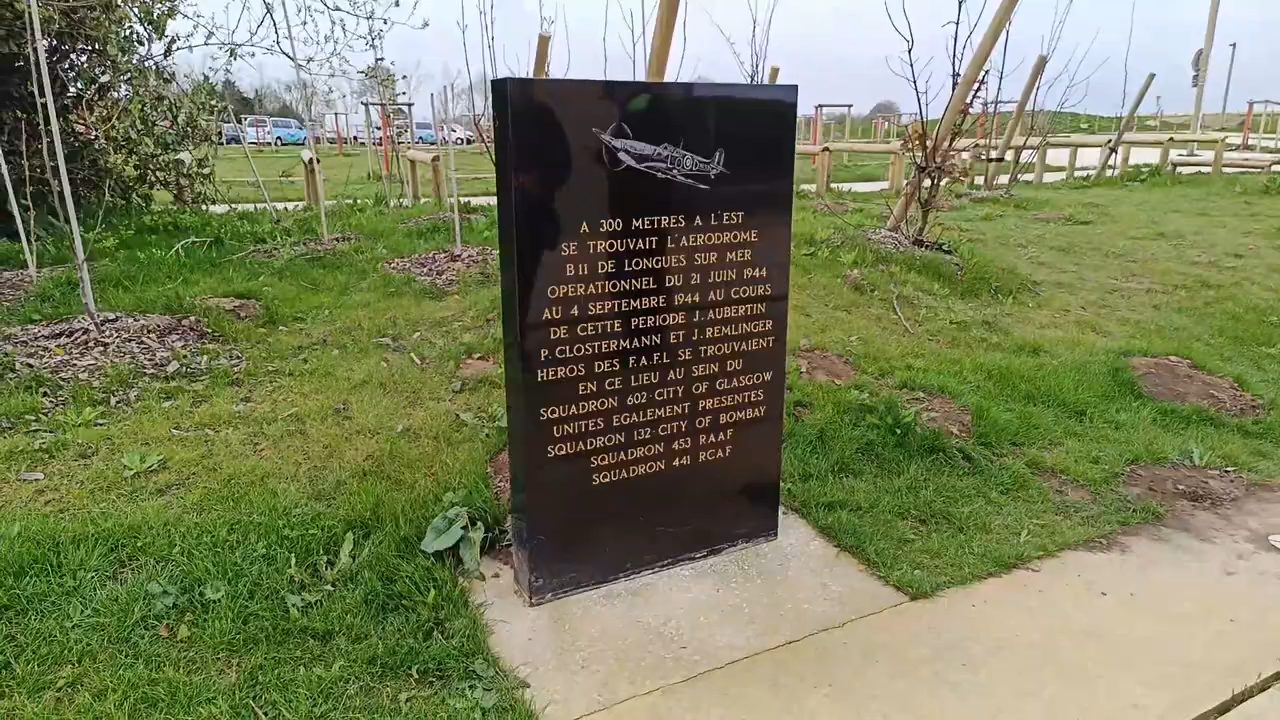 LO D
A 300 METRES A L'EST
SE TROUVAIT L'AERODROME
B11 DE LONGUES SUR MER
OPERATIONNEL DU 21 JUIN 1944
AU 4 SEPTEMBRE 1944 AU COURS
DE CETTE PERIODE J. AUBERTIN
P. CLOSTERMANN ET J. REMLINGER
HEROS DES F.A.F.L SE TROUVAIENT
EN CE LIEU AU SEIN DU
SQUADRON 602·CITY OF GLASGOW
UNITES EGALEMENT PRESENTES
SQUADRON 132·CITY OF BOMBAY
SQUADRON 453 RAAF
SQUADRON 441 RCAF